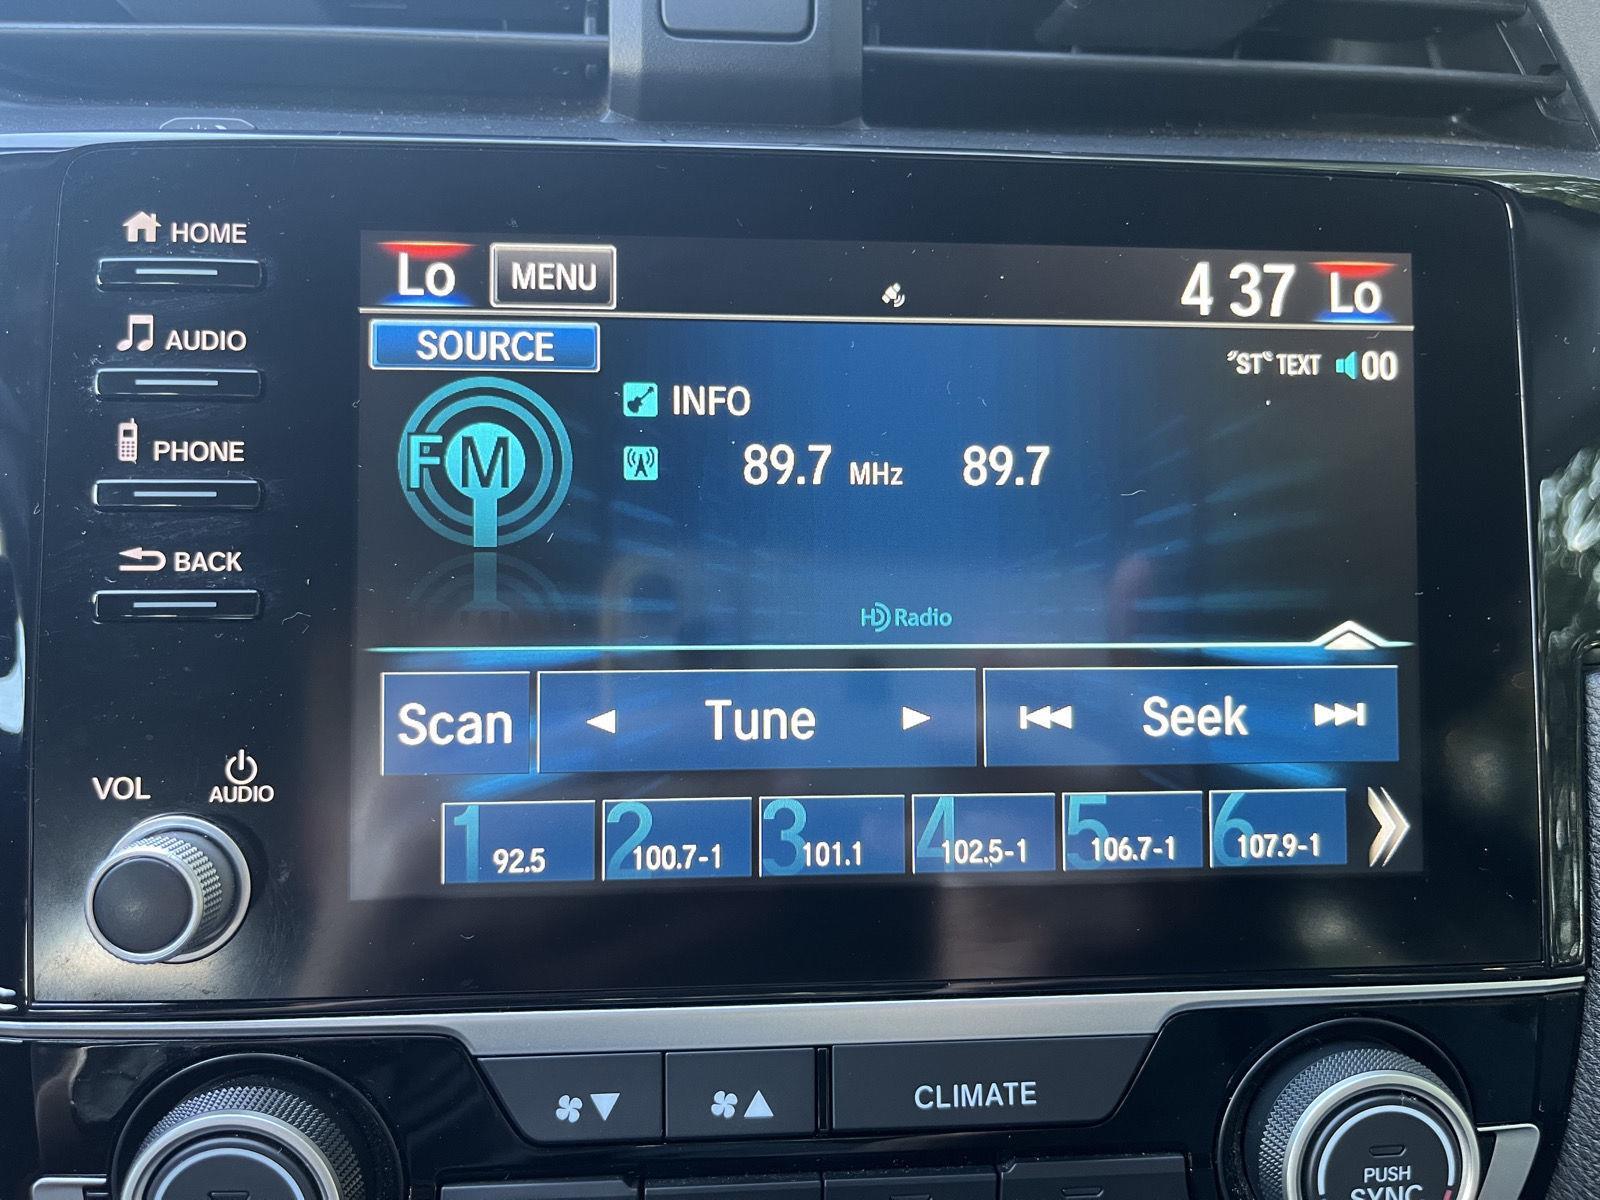 HOME
AUDIO
PHONE
BACK
VOL
AUDIO
Lo MENU 4 37 Lo
SOURCE
"ST" TEXT 00
FM
INFO
89.7 MHz 89.7
HD Radio
Scan Tune Seek
1 92.5 2 100.7-1 3 101.1 4 102.5-1 5 106.7-1 6 107.9-1
CLIMATE
PUSH
SYNC